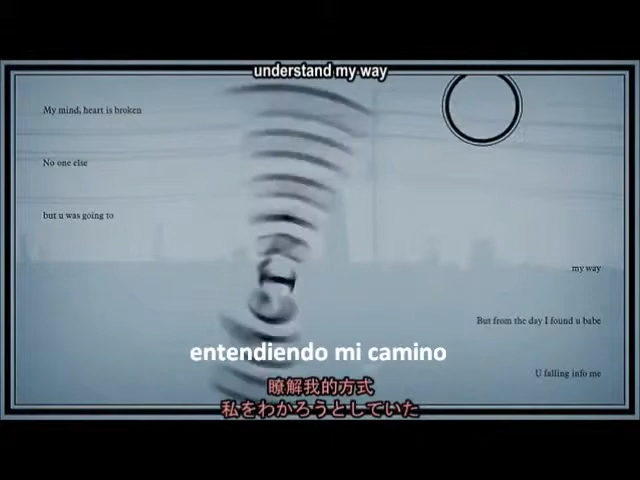 understand my way
My mind, heart is broken
No one else
but u was going to
my way
But from the day I found u babe
U falling info me
entendiendo mi camino
瞭解我的方式
私をわかろうとしていた